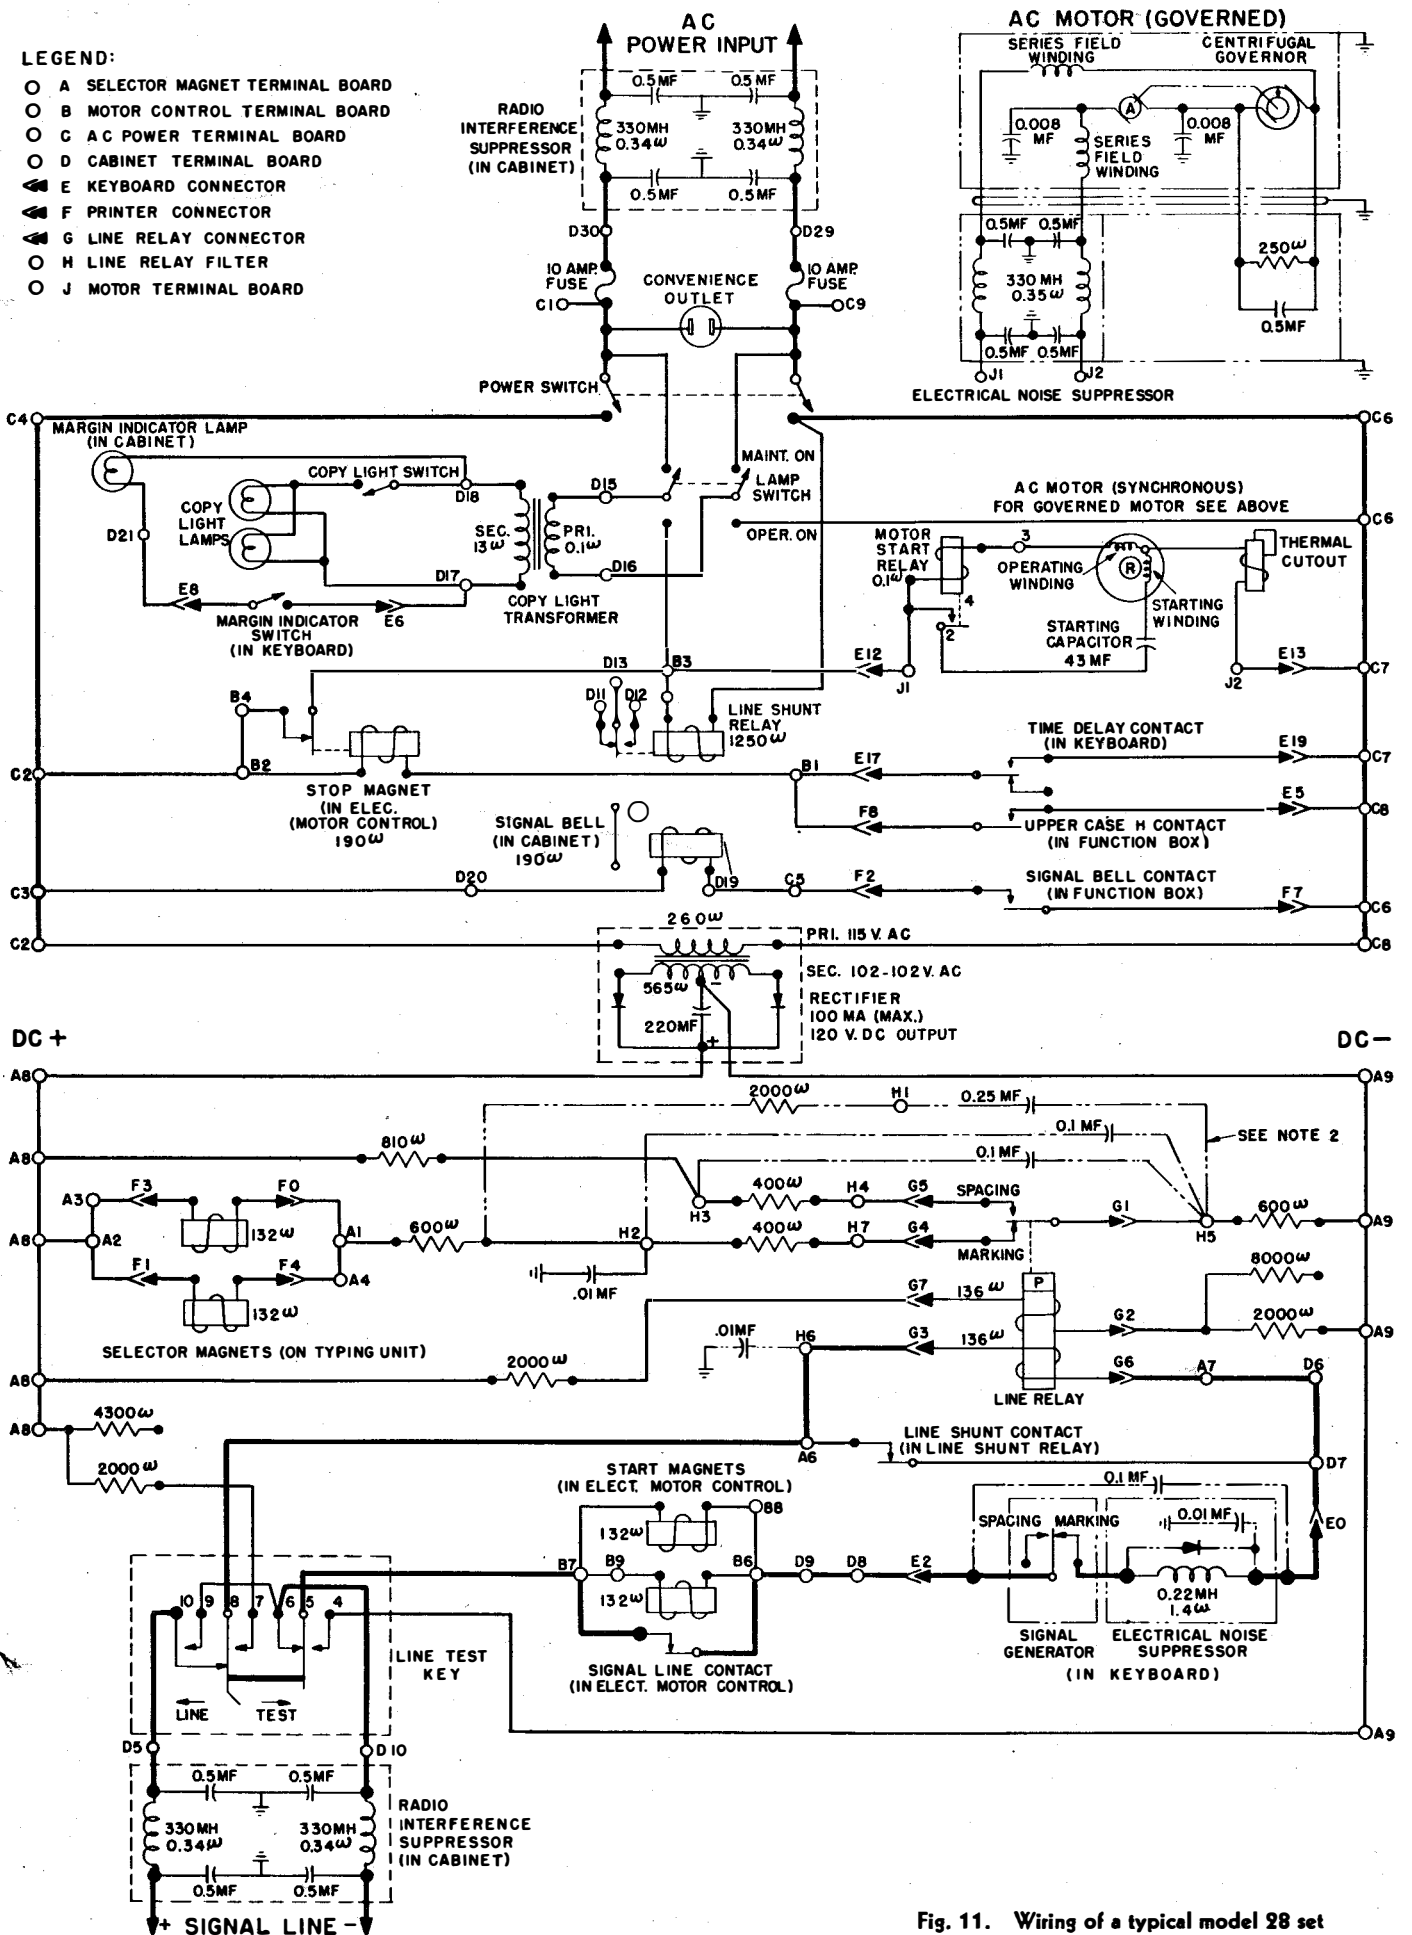 AC
POWER INPUT
AC MOTOR (GOVERNED)
LEGEND:
A SELECTOR MAGNET TERMINAL BOARD
B MOTOR CONTROL TERMINAL BOARD
C AC POWER TERMINAL BOARD
D CABINET TERMINAL BOARD
E KEYBOARD CONNECTOR
F PRINTER CONNECTOR
G LINE RELAY CONNECTOR
H LINE RELAY FILTER
J MOTOR TERMINAL BOARD
RADIO
INTERFERENCE
SUPPRESSOR
(IN CABINET)
0.5MF 0.5MF
330MH
0.34ω
330MH
0.34ω
0.5MF 0.5MF
SERIES FIELD
WINDING
CENTRIFUGAL
GOVERNOR
A
0.008
MF
SERIES
FIELD
WINDING
0.008
MF
0.5MF 0.5MF
330 MH
0.35ω
0.5MF 0.5MF
250ω
0.5MF
J1 J2
ELECTRICAL NOISE SUPPRESSOR
D30 D29
10 AMP.
FUSE
CONVENIENCE
OUTLET
10 AMP.
FUSE
C1 C9
POWER SWITCH
C4 C6
MARGIN INDICATOR LAMP
(IN CABINET)
COPY LIGHT SWITCH
D18
COPY
LIGHT
LAMPS
D21
SEC.
13ω
PRI.
0.1ω
D15
MAINT. ON
LAMP
SWITCH
OPER. ON
D17 D16
COPY LIGHT
TRANSFORMER
E8
MARGIN INDICATOR
SWITCH
(IN KEYBOARD)
E6
AC MOTOR (SYNCHRONOUS)
FOR GOVERNED MOTOR SEE ABOVE
C6
MOTOR
START
RELAY
0.1ω
3
OPERATING
WINDING
R
THERMAL
CUTOUT
4
2
STARTING
WINDING
STARTING
CAPACITOR
43 MF
E12 J1 J2 E13 C7
D13 B3
D11 D12
LINE SHUNT
RELAY
1250ω
B4
C2 B2
STOP MAGNET
(IN ELEC.
(MOTOR CONTROL)
190ω
B1 E17
TIME DELAY CONTACT
(IN KEYBOARD)
E19 C7
F8
E5 C8
UPPER CASE H CONTACT
(IN FUNCTION BOX)
SIGNAL BELL
(IN CABINET)
190ω
C3 D20 D19 C5 F2
SIGNAL BELL CONTACT
(IN FUNCTION BOX)
F7 C6
C2 C8
260ω
PRI. 115 V. AC
SEC. 102-102 V. AC
565ω -
220MF
+
RECTIFIER
100 MA (MAX.)
120 V. DC OUTPUT
DC + DC -
A8 A9
2000ω H1 0.25 MF
0.1 MF
SEE NOTE 2
A8 810ω 0.1 MF
A3 F3 F0
132ω
H3 400ω H4 G5 SPACING
A8 A2 A1 600ω H2 400ω H7 G4
MARKING
G1 H5 600ω A9
F1 F4 A4
132ω
.01MF
SELECTOR MAGNETS (ON TYPING UNIT)
G7 136ω P
8000ω
G2 2000ω A9
.01MF H6 G3 136ω
G6 A7 D6
LINE RELAY
A8 2000ω
A8 4300ω
2000ω
A6
LINE SHUNT CONTACT
(IN LINE SHUNT RELAY)
D7
START MAGNETS
(IN ELECT. MOTOR CONTROL)
132ω
B8
B7 B9 B6 D9 D8 E2
132ω
SIGNAL LINE CONTACT
(IN ELECT. MOTOR CONTROL)
0.1 MF
SPACING MARKING
0.01 MF
E0
0.22MH
1.4ω
SIGNAL
GENERATOR
ELECTRICAL NOISE
SUPPRESSOR
(IN KEYBOARD)
10 9 8 7 6 5 4
LINE TEST
KEY
LINE TEST
A9
D5 D10
0.5MF 0.5MF
330MH
0.34ω
330MH
0.34ω
0.5MF 0.5MF
RADIO
INTERFERENCE
SUPPRESSOR
(IN CABINET)
+ SIGNAL LINE -
Fig. 11. Wiring of a typical model 28 set